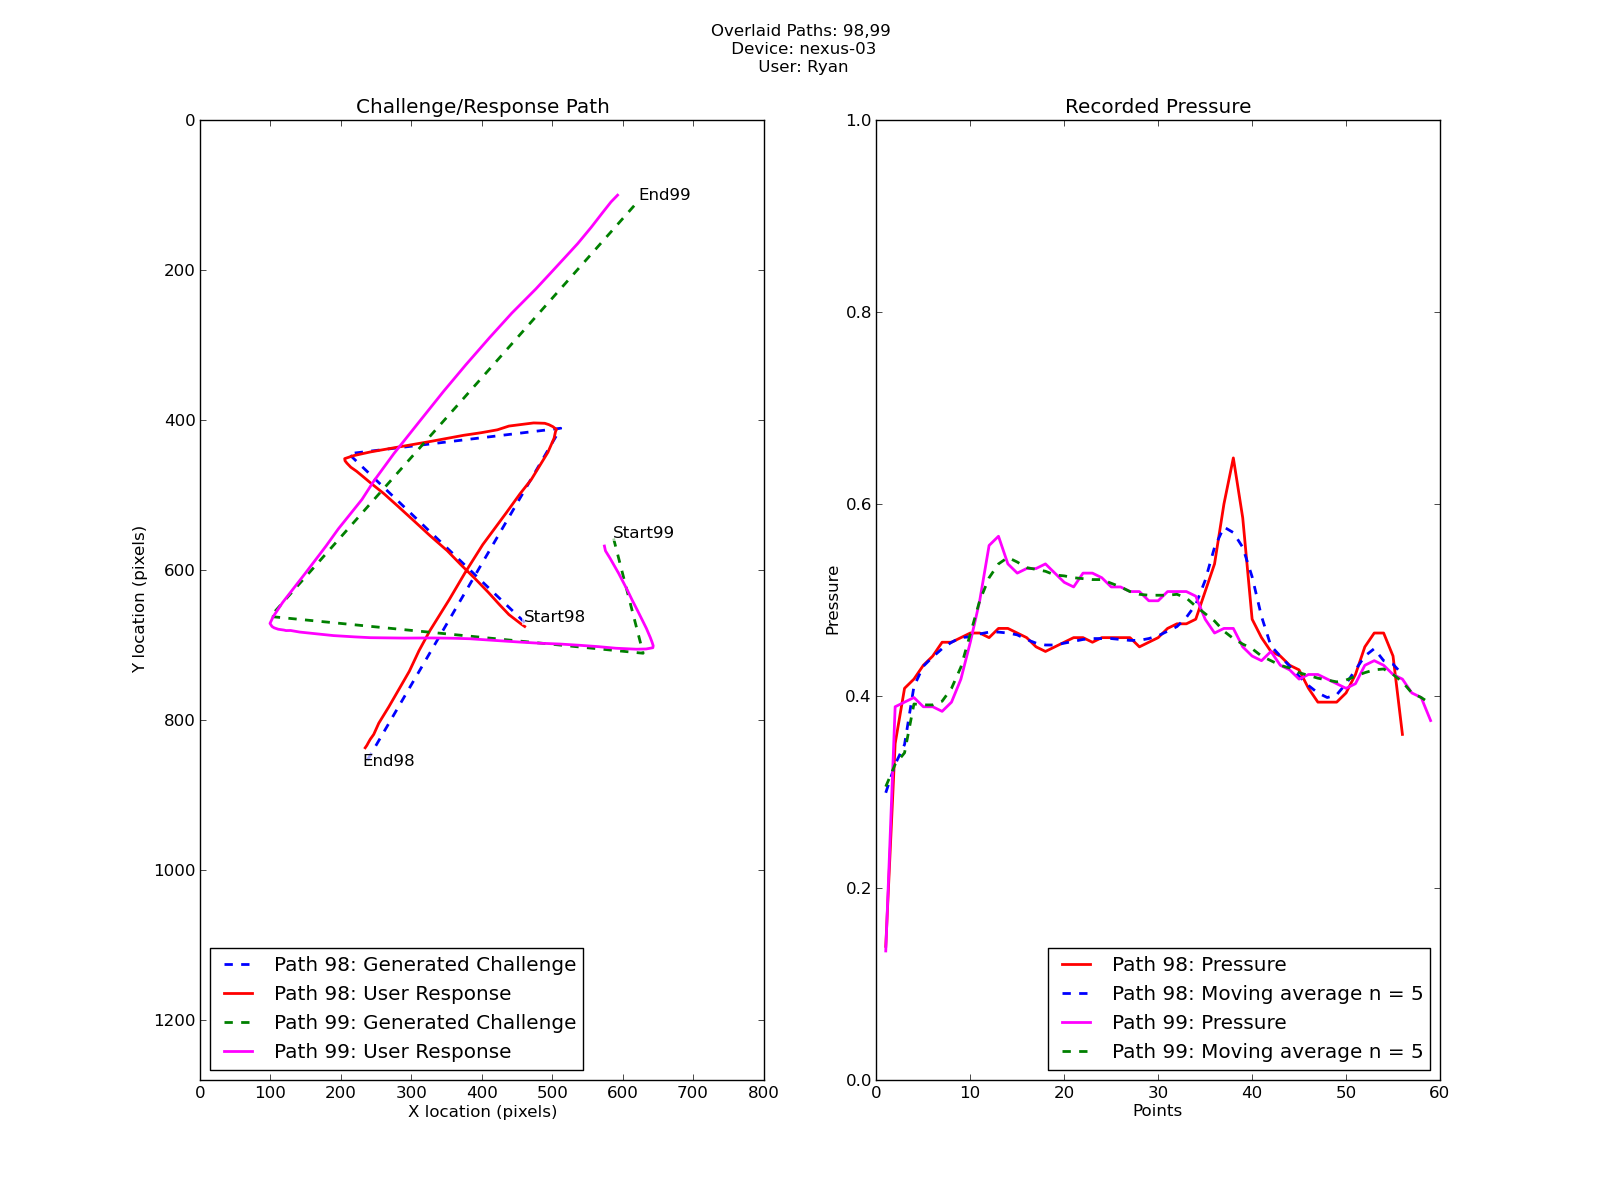 Overlaid Paths: 98,99
Device: nexus-03
User: Ryan
Challenge/Response Path
0
200
400
600
800
1000
1200
Y location (pixels)
End99
Start99
Start98
End98
Path 98: Generated Challenge
Path 98: User Response
Path 99: Generated Challenge
Path 99: User Response
0 100 200 300 400 500 600 700 800
X location (pixels)
Recorded Pressure
1.0
0.8
0.6
0.4
0.2
0.0
Pressure
Path 98: Pressure
Path 98: Moving average n = 5
Path 99: Pressure
Path 99: Moving average n = 5
0 10 20 30 40 50 60
Points